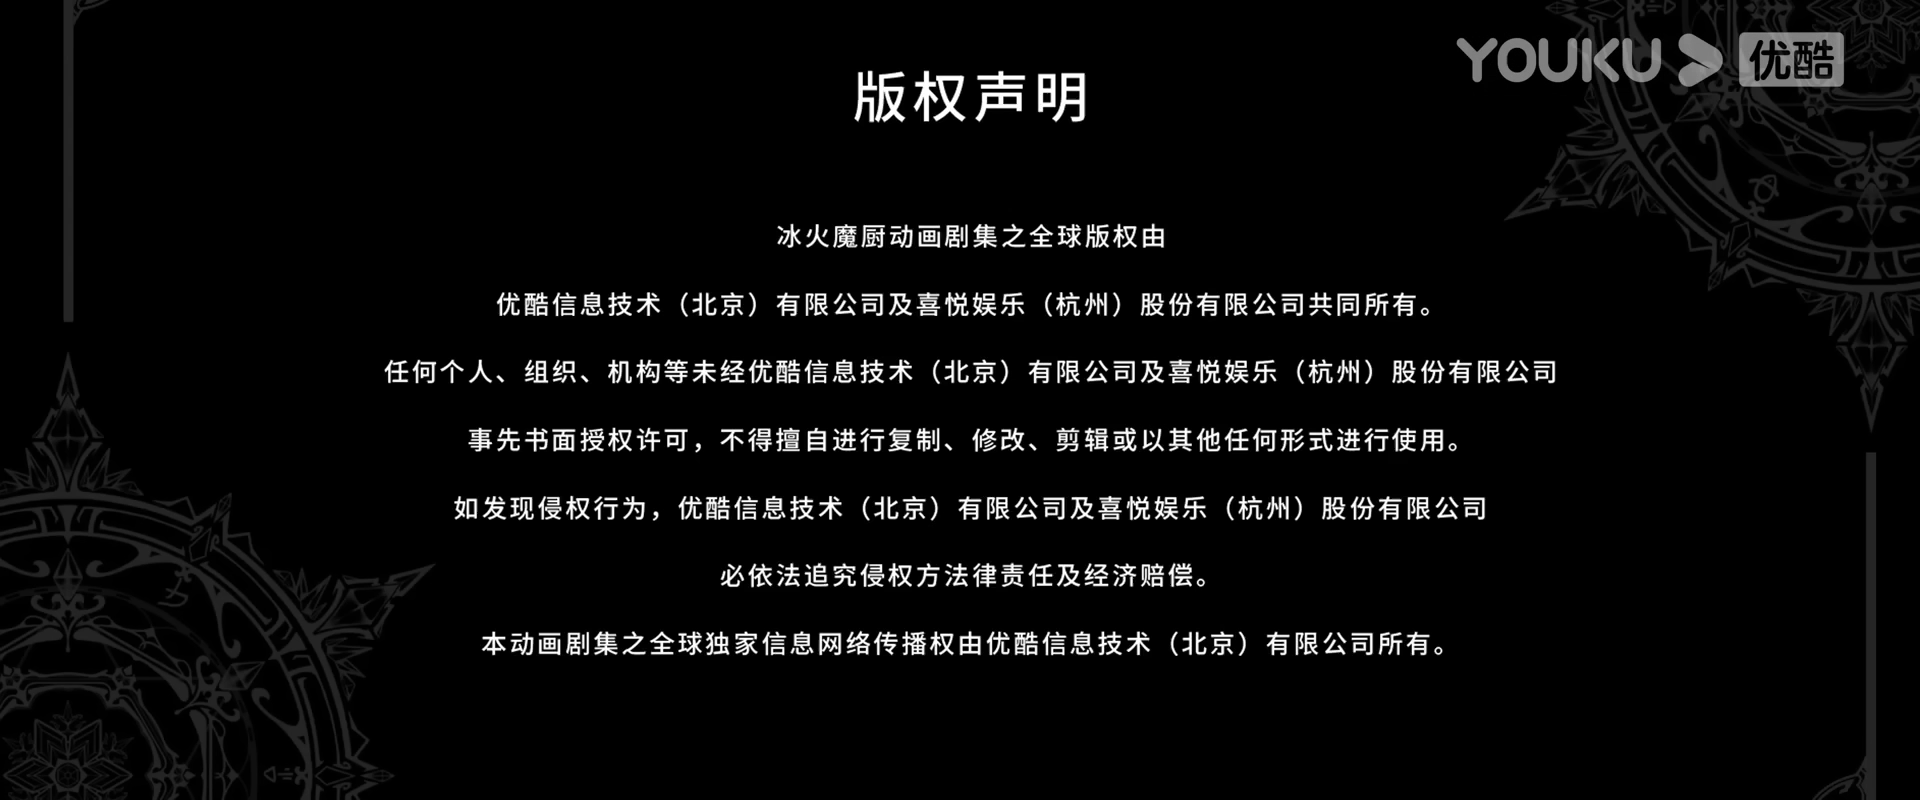 YOUKU 优酷
版权声明
冰火魔厨动画剧集之全球版权由
优酷信息技术（北京）有限公司及喜悦娱乐（杭州）股份有限公司共同所有。
任何个人、组织、机构等未经优酷信息技术（北京）有限公司及喜悦娱乐（杭州）股份有限公司
事先书面授权许可，不得擅自进行复制、修改、剪辑或以其他任何形式进行使用。
如发现侵权行为，优酷信息技术（北京）有限公司及喜悦娱乐（杭州）股份有限公司
必依法追究侵权方法律责任及经济赔偿。
本动画剧集之全球独家信息网络传播权由优酷信息技术（北京）有限公司所有。